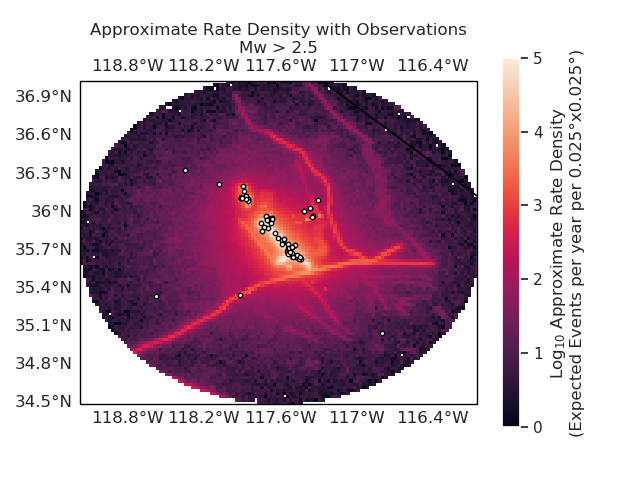 Approximate Rate Density with Observations
Mw > 2.5
118.8°W 118.2°W 117.6°W 117°W 116.4°W
36.9°N
36.6°N
36.3°N
36°N
35.7°N
35.4°N
35.1°N
34.8°N
34.5°N
118.8°W 118.2°W 117.6°W 117°W 116.4°W
5
4
3
2
1
0
Log₁₀ Approximate Rate Density
(Expected Events per year per 0.025°x0.025°)